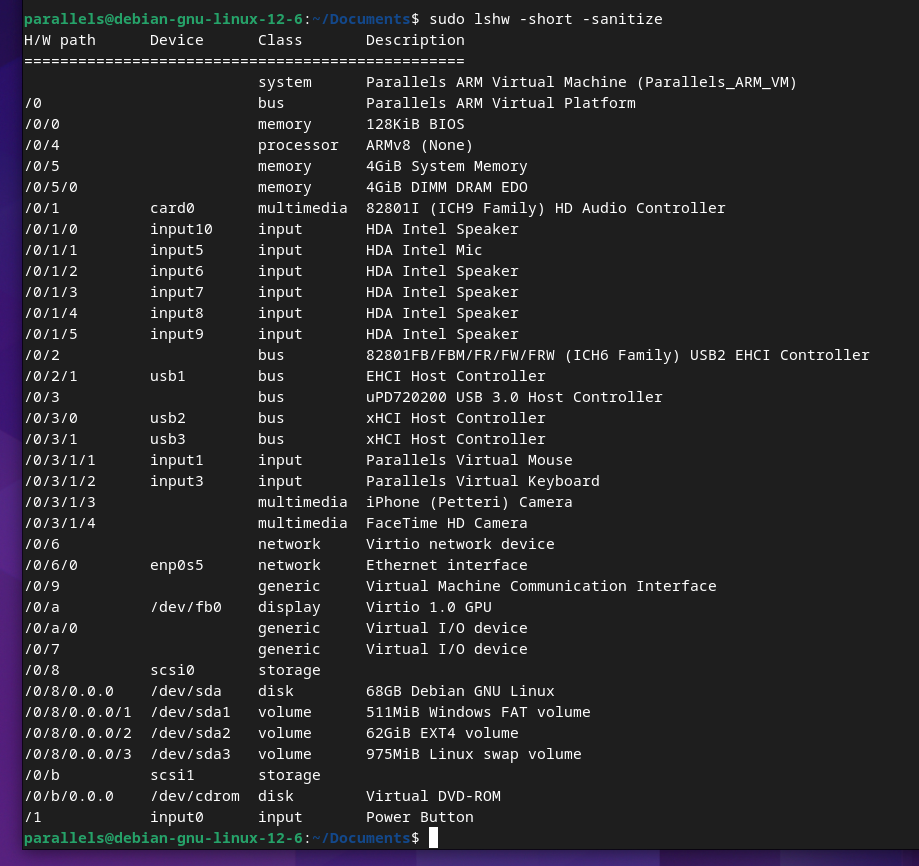 parallels@debian-gnu-linux-12-6:~/Documents$ sudo lshw -short -sanitize
H/W path      Device      Class       Description
=================================================
                          system      Parallels ARM Virtual Machine (Parallels_ARM_VM)
/0                        bus         Parallels ARM Virtual Platform
/0/0                      memory      128KiB BIOS
/0/4                      processor   ARMv8 (None)
/0/5                      memory      4GiB System Memory
/0/5/0                    memory      4GiB DIMM DRAM EDO
/0/1          card0       multimedia  82801I (ICH9 Family) HD Audio Controller
/0/1/0        input10     input       HDA Intel Speaker
/0/1/1        input5      input       HDA Intel Mic
/0/1/2        input6      input       HDA Intel Speaker
/0/1/3        input7      input       HDA Intel Speaker
/0/1/4        input8      input       HDA Intel Speaker
/0/1/5        input9      input       HDA Intel Speaker
/0/2                      bus         82801FB/FBM/FR/FW/FRW (ICH6 Family) USB2 EHCI Controller
/0/2/1        usb1        bus         EHCI Host Controller
/0/3                      bus         uPD720200 USB 3.0 Host Controller
/0/3/0        usb2        bus         xHCI Host Controller
/0/3/1        usb3        bus         xHCI Host Controller
/0/3/1/1      input1      input       Parallels Virtual Mouse
/0/3/1/2      input3      input       Parallels Virtual Keyboard
/0/3/1/3                  multimedia  iPhone (Petteri) Camera
/0/3/1/4                  multimedia  FaceTime HD Camera
/0/6                      network     Virtio network device
/0/6/0        enp0s5      network     Ethernet interface
/0/9                      generic     Virtual Machine Communication Interface
/0/a          /dev/fb0    display     Virtio 1.0 GPU
/0/a/0                    generic     Virtual I/O device
/0/7                      generic     Virtual I/O device
/0/8          scsi0       storage
/0/8/0.0.0    /dev/sda    disk        68GB Debian GNU Linux
/0/8/0.0.0/1  /dev/sda1   volume      511MiB Windows FAT volume
/0/8/0.0.0/2  /dev/sda2   volume      62GiB EXT4 volume
/0/8/0.0.0/3  /dev/sda3   volume      975MiB Linux swap volume
/0/b          scsi1       storage
/0/b/0.0.0    /dev/cdrom  disk        Virtual DVD-ROM
/1            input0      input       Power Button
parallels@debian-gnu-linux-12-6:~/Documents$